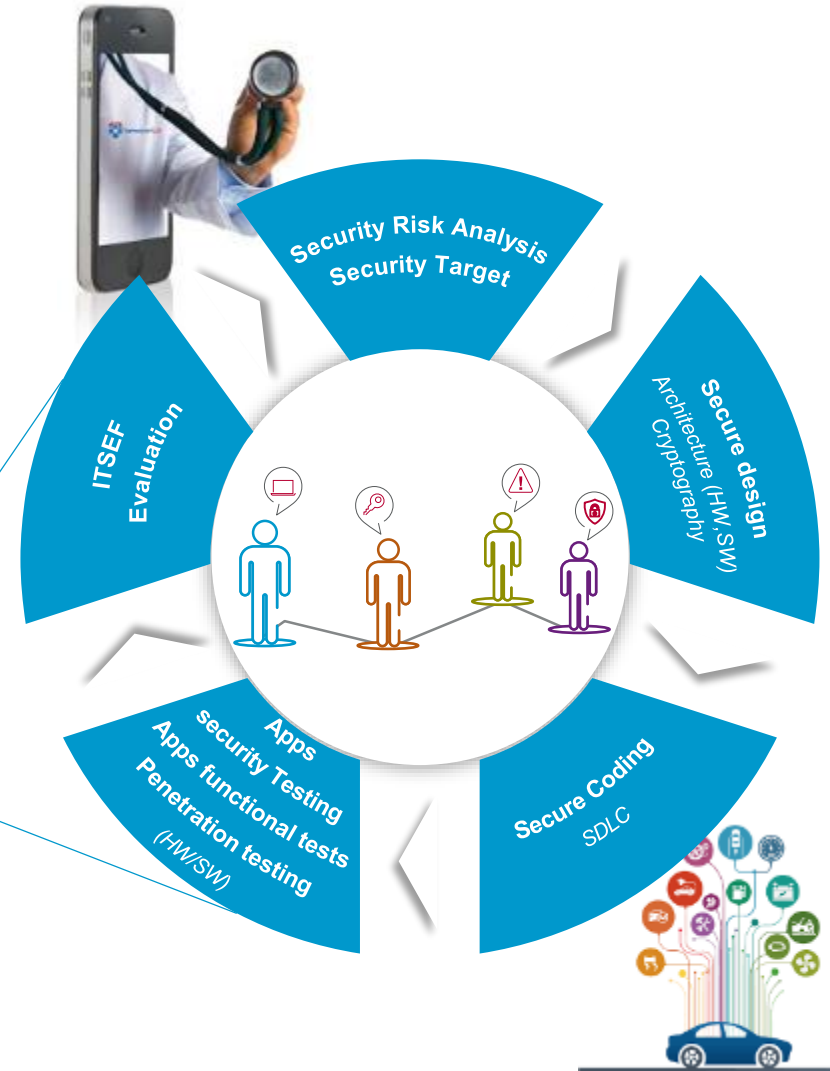 Security Risk Analysis
Security Target
Secure design
Architecture (HW,SW)
Cryptography
Secure Coding
SDLC
Apps
security Testing
Apps functional tests
Penetration testing
(HW/SW)
ITSEF
Evaluation